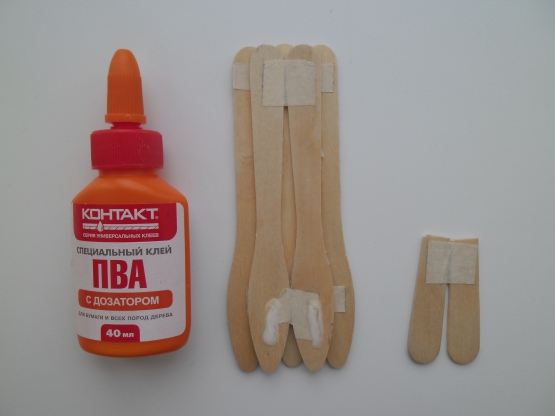 КОНТАКТ
СЕРИЯ УНИВЕРСАЛЬНЫХ КЛЕЕВ
СПЕЦИАЛЬНЫЙ КЛЕЙ
ПВА
С ДОЗАТОРОМ
ДЛЯ БУМАГИ И ВСЕХ ПОРОД ДЕРЕВА
40 мл